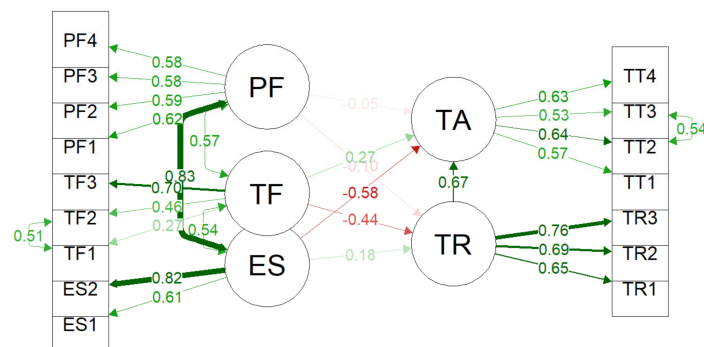 PF4
PF3
PF2
PF1
TF3
TF2
TF1
ES2
ES1
0.51
0.58
0.58
0.59
0.62
0.83
0.70
0.46
0.27
0.82
0.61
0.57
0.54
PF
TF
ES
-0.05
-0.10
0.27
-0.58
-0.44
0.18
TA
0.67
TR
0.63
0.53
0.64
0.57
0.76
0.69
0.65
TT4
TT3
TT2
TT1
TR3
TR2
TR1
0.54